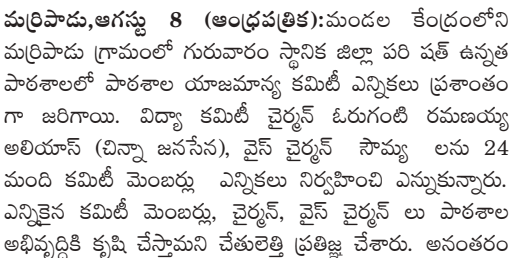 మర్రిపాడు,ఆగస్టు 8 (ఆంధ్రపత్రిక):మండల కేంద్రంలోని
మర్రిపాడు గ్రామంలో గురువారం స్థానిక జిల్లా పరి షత్ ఉన్నత
పాఠశాలలో పాఠశాల యాజమాన్య కమిటీ ఎన్నికలు ప్రశాంతం
గా జరిగాయి. విద్యా కమిటీ చైర్మన్ ఓరుగంటి రమణయ్య
అలియాస్ (చిన్నా జనసేన), వైస్ చైర్మన్ సౌమ్య లను 24
మంది కమిటీ మెంబర్లు ఎన్నికలు నిర్వహించి ఎన్నుకున్నారు.
ఎన్నికైన కమిటీ మెంబర్లు, చైర్మన్, వైస్ చైర్మన్ లు పాఠశాల
అభివృద్ధికి కృషి చేస్తామని చేతులెత్తి ప్రతిజ్ఞ చేశారు. అనంతరం